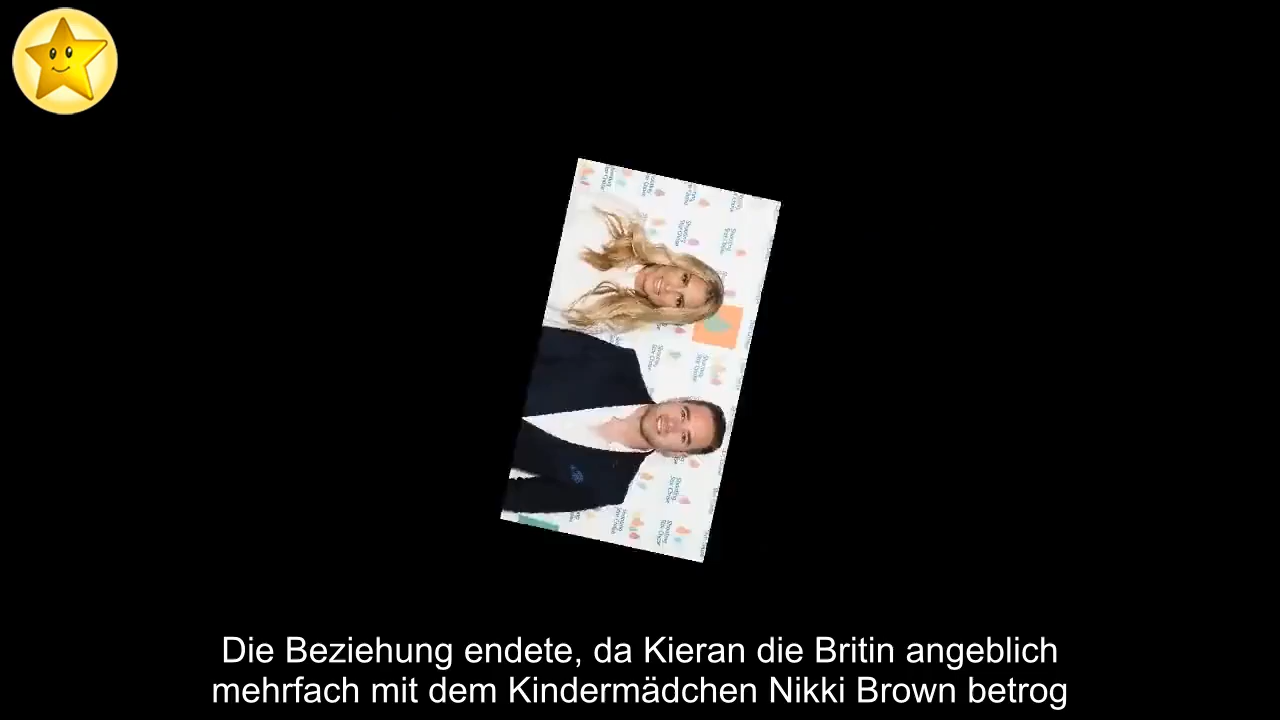 Die Beziehung endete, da Kieran die Britin angeblich
mehrfach mit dem Kindermädchen Nikki Brown betrog